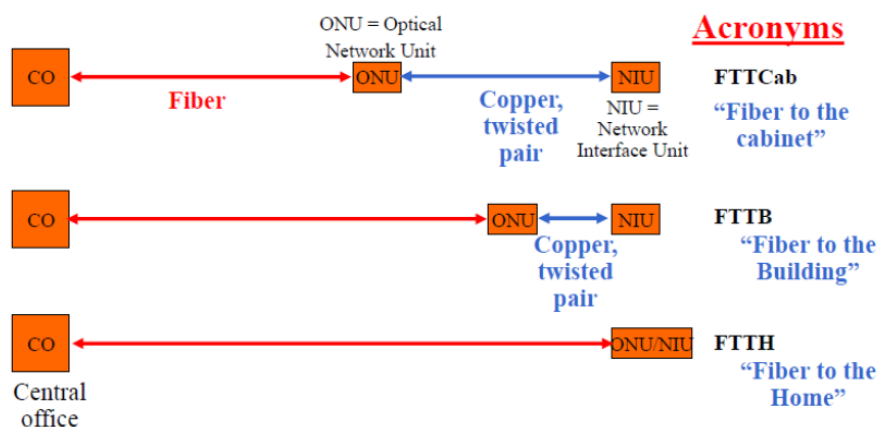 Acronyms
ONU = Optical
Network Unit
CO
ONU
NIU
FTTCab
Fiber
Copper,
twisted
pair
NIU =
Network
Interface Unit
“Fiber to the
cabinet”
CO
ONU
NIU
FTTB
Copper,
twisted
pair
“Fiber to the
Building”
CO
ONU/NIU
FTTH
“Fiber to the
Home”
Central
office